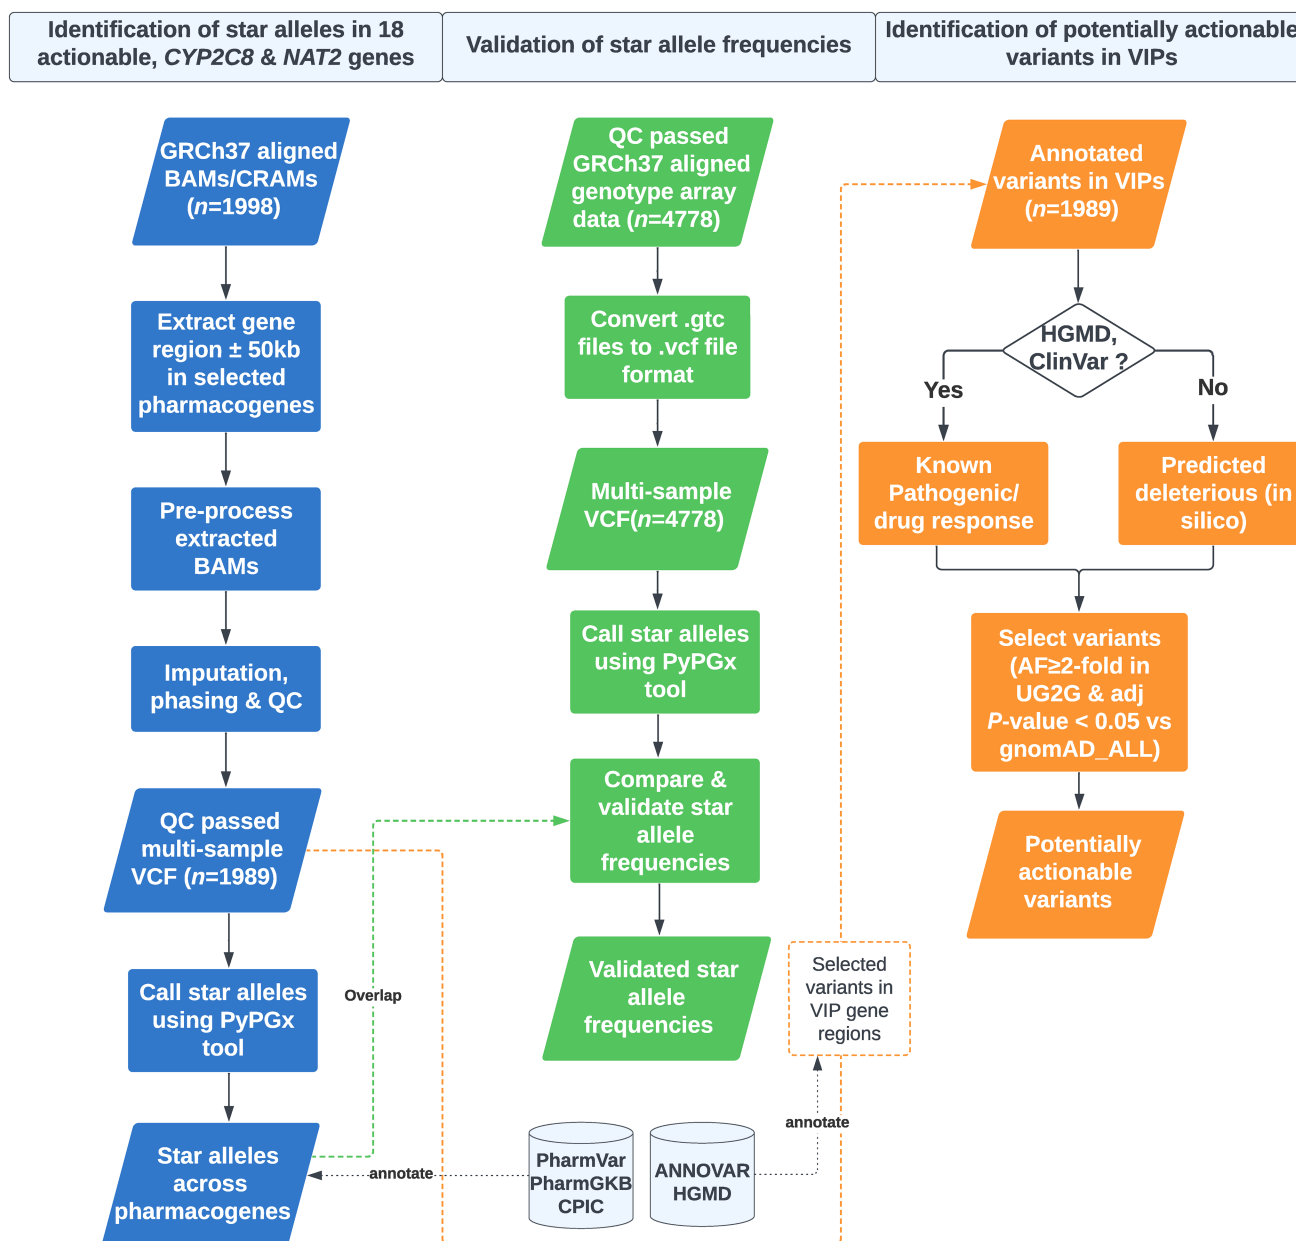 Identification of star alleles in 18
actionable, CYP2C8 & NAT2 genes
Validation of star allele frequencies
Identification of potentially actionable
variants in VIPs
GRCh37 aligned
BAMs/CRAMs
(n=1998)
Extract gene
region ± 50kb
in selected
pharmacogenes
Pre-process
extracted
BAMs
Imputation,
phasing & QC
QC passed
multi-sample
VCF (n=1989)
Call star alleles
using PyPGx
tool
Star alleles
across
pharmacogenes
Overlap
annotate
QC passed
GRCh37 aligned
genotype array
data (n=4778)
Convert .gtc
files to .vcf file
format
Multi-sample
VCF(n=4778)
Call star alleles
using PyPGx
tool
Compare &
validate star
allele
frequencies
Validated star
allele
frequencies
PharmVar
PharmGKB
CPIC
ANNOVAR
HGMD
annotate
Selected
variants in
VIP gene
regions
Annotated
variants in VIPs
(n=1989)
HGMD,
ClinVar ?
Yes
No
Known
Pathogenic/
drug response
Predicted
deleterious (in
silico)
Select variants
(AF≥2-fold in
UG2G & adj
P-value < 0.05 vs
gnomAD_ALL)
Potentially
actionable
variants